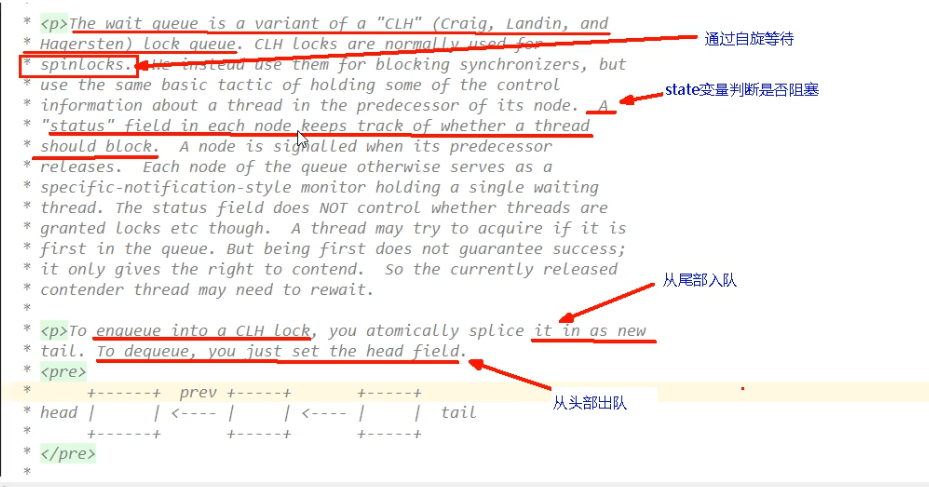 * <p>The wait queue is a variant of a "CLH" (Craig, Landin, and
* Hagersten) lock queue. CLH locks are normally used for
通过自旋等待
* spinlocks. We instead use them for blocking synchronizers, but
* use the same basic tactic of holding some of the control
state变量判断是否阻塞
* information about a thread in the predecessor of its node. A
* "status" field in each node keeps track of whether a thread
* should block. A node is signalled when its predecessor
* releases. Each node of the queue otherwise serves as a
* specific-notification-style monitor holding a single waiting
* thread. The status field does NOT control whether threads are
* granted locks etc though. A thread may try to acquire if it is
* first in the queue. But being first does not guarantee success;
* it only gives the right to contend. So the currently released
从尾部入队
* contender thread may need to rewait.
*
* <p>To enqueue into a CLH lock, you atomically splice it in as new
* tail. To dequeue, you just set the head field.
* <pre>
*      +------+  prev +-----+       +-----+
从头部出队
* head |      | <---- |     | <---- |     |  tail
*      +------+       +-----+       +-----+
* </pre>
*